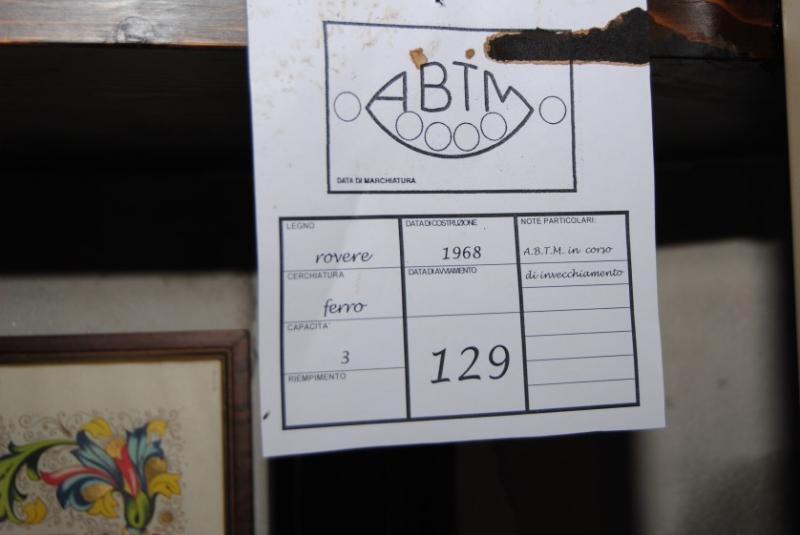 ABTM
DATA DI MARCHIATURA
LEGNO
rovere
CERCHIATURA
ferro
CAPACITA'
3
RIEMPIMENTO
DATA DI COSTRUZIONE
1968
DATA DI AVVIAMENTO
129
NOTE PARTICOLARI:
A.B.T.M. in corso
di invecchiamento